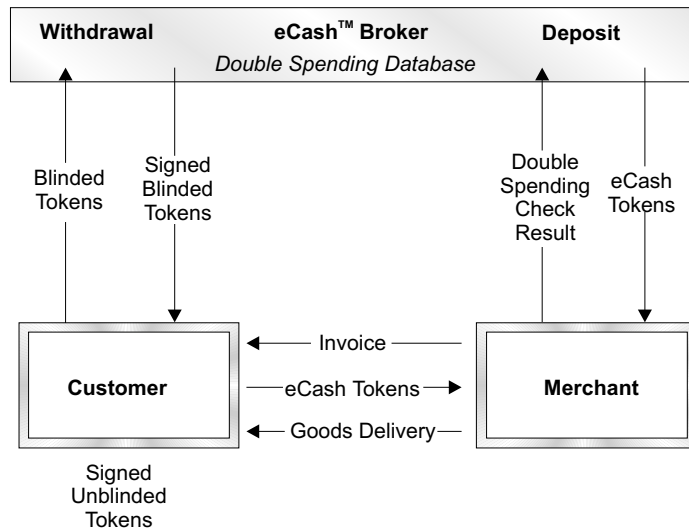 Withdrawal eCash™ Broker Deposit
Double Spending Database
Blinded
Tokens
Signed
Blinded
Tokens
Double
Spending
Check
Result
eCash
Tokens
Invoice
Customer
eCash Tokens
Merchant
Goods Delivery
Signed
Unblinded
Tokens